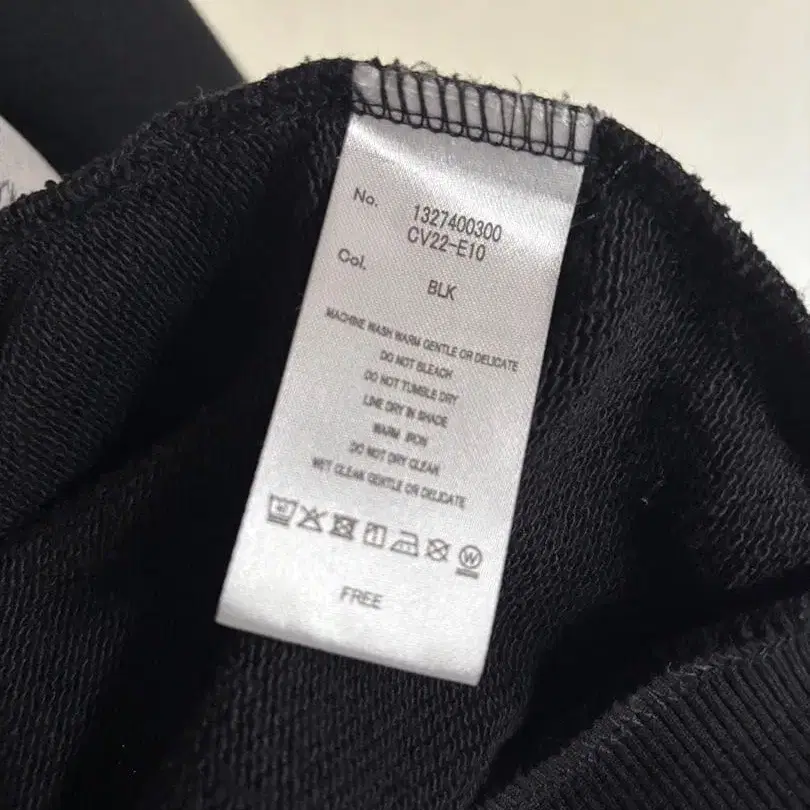 No. 1327400300
CV22-E10
Col. BLK
MACHINE WASH WARM GENTLE OR DELICATE
DO NOT BLEACH
DO NOT TUMBLE DRY
LINE DRY IN SHADE
WARM IRON
DO NOT DRY CLEAN
WET CLEAN GENTLE OR DELICATE
W
FREE